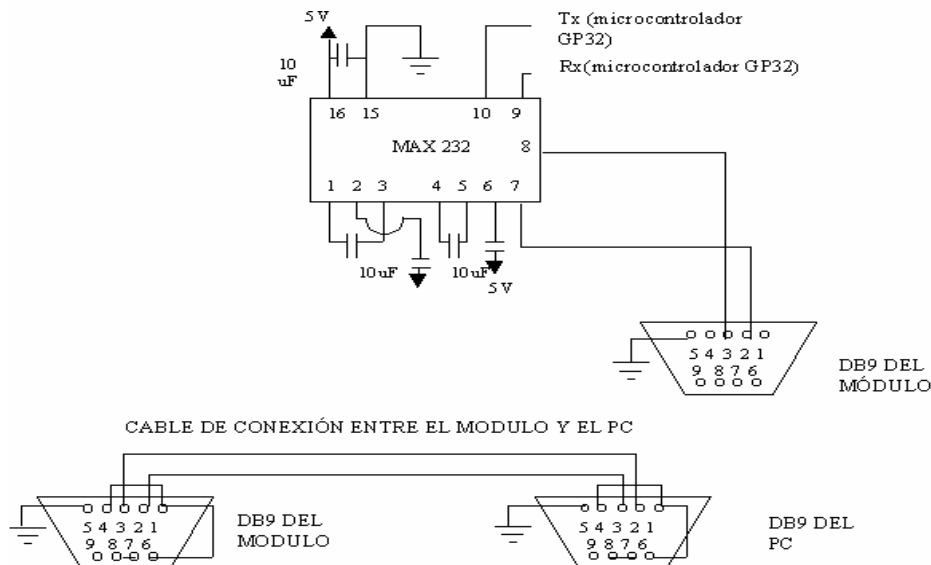 5 V
Tx (microcontrolador
GP32)
10
uF
Rx(microcontrolador GP32)
16 15 10 9
MAX 232 8
1 2 3 4 5 6 7
10 uF 10 uF
5 V
5 4 3 2 1
9 8 7 6
DB9 DEL
MÓDULO
CABLE DE CONEXIÓN ENTRE EL MODULO Y EL PC
5 4 3 2 1
9 8 7 6
DB9 DEL
MODULO
5 4 3 2 1
9 8 7 6
DB9 DEL
PC